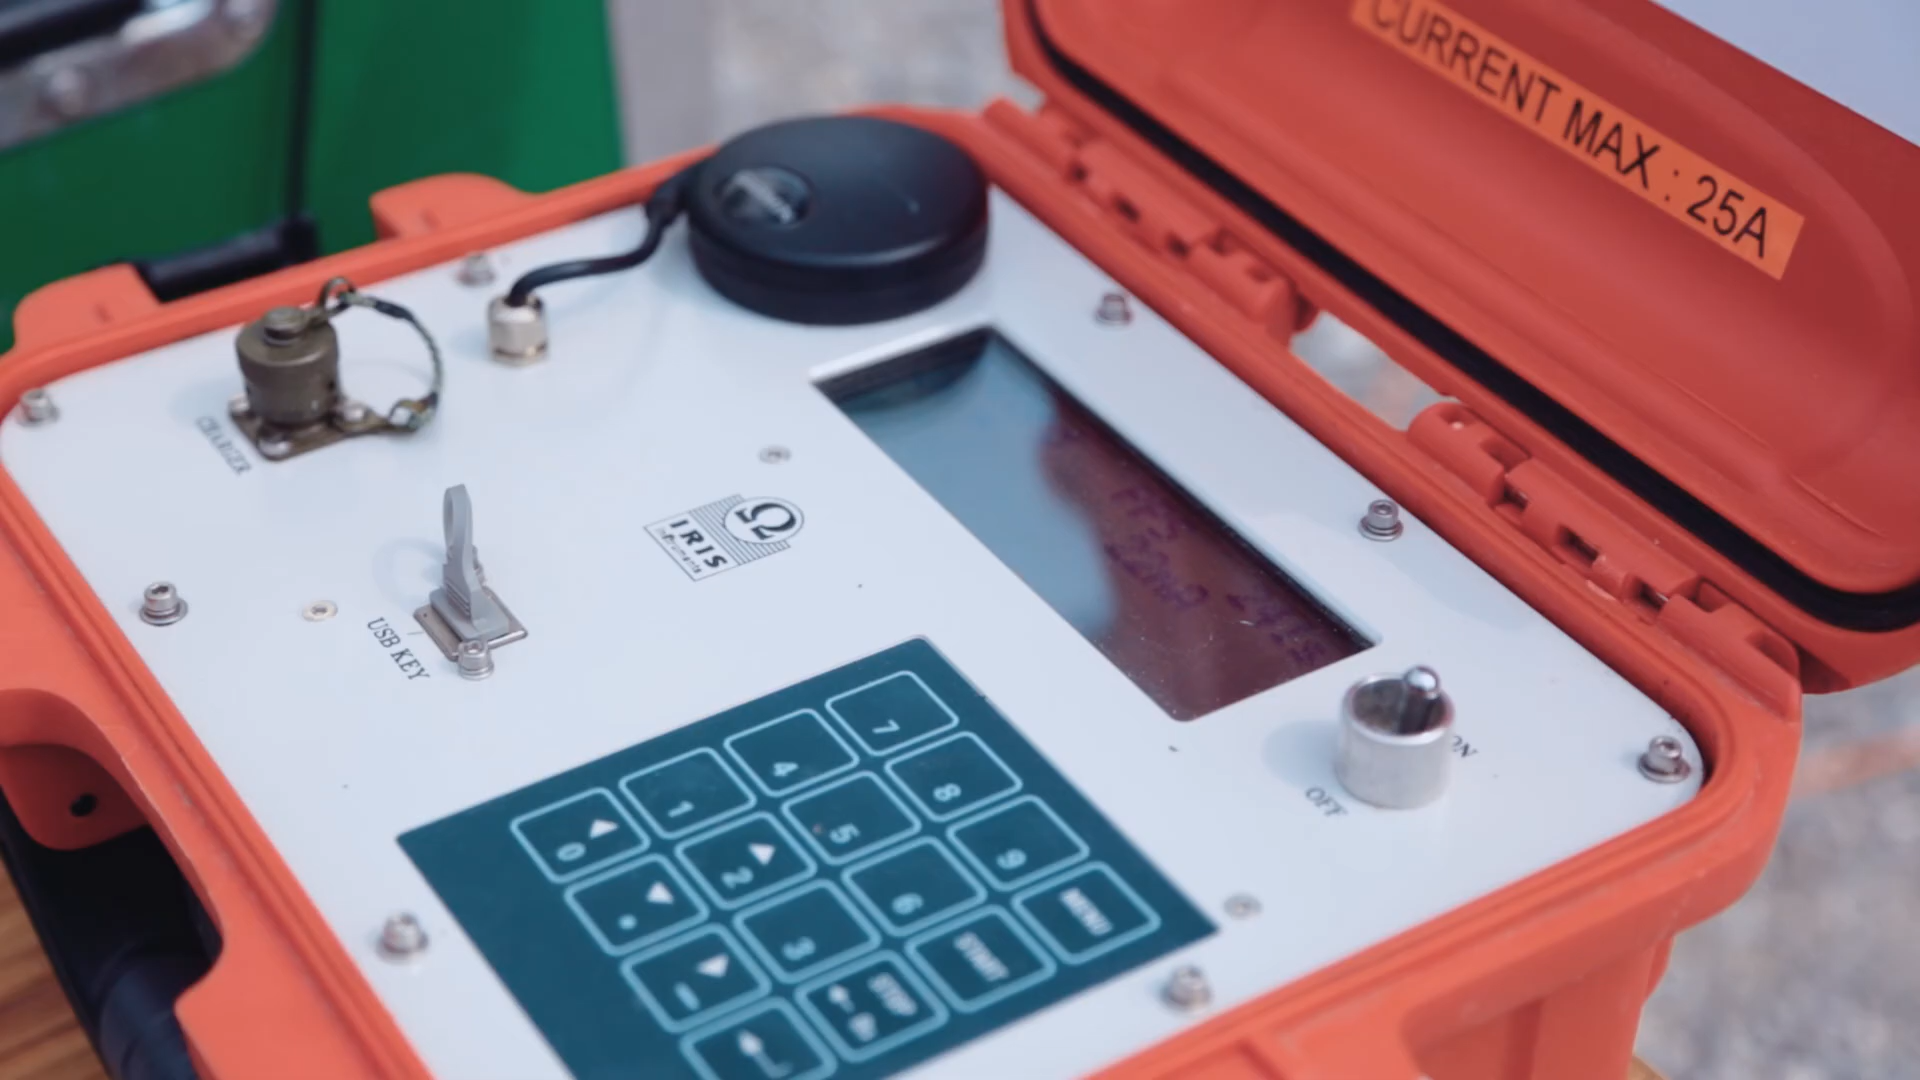 CURRENT MAX : 25A
CHARGER
USB KEY
IRIS
Instruments
Ω
ON
OFF
7
8
9
MENU
4
5
6
START
1
2
3
STOP
0
.
-